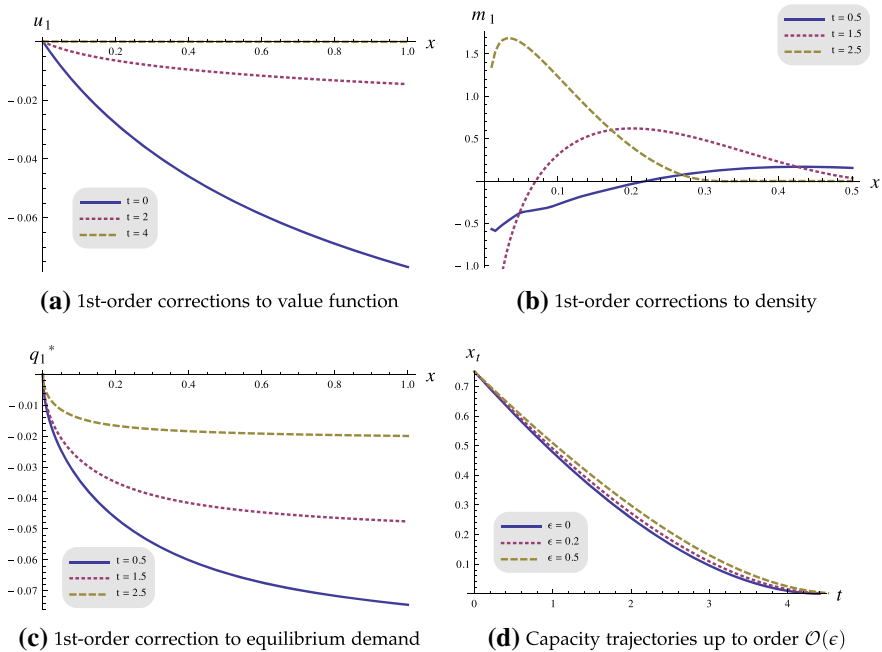 u₁
x
0.2 0.4 0.6 0.8 1.0
− 0.02
− 0.04
− 0.06
t = 0
t = 2
t = 4
(a) 1st-order corrections to value function
m₁
t = 0.5
t = 1.5
t = 2.5
1.5
1.0
0.5
− 0.5
− 1.0
0.1 0.2 0.3 0.4 0.5
x
(b) 1st-order corrections to density
q₁*
x
0.2 0.4 0.6 0.8 1.0
− 0.01
− 0.02
− 0.03
− 0.04
− 0.05
− 0.06
− 0.07
t = 0.5
t = 1.5
t = 2.5
(c) 1st-order correction to equilibrium demand
xₜ
0.7
0.6
0.5
0.4
0.3
0.2
0.1
ϵ = 0
ϵ = 0.2
ϵ = 0.5
0 1 2 3 4
t
(d) Capacity trajectories up to order 𝒪(ϵ)